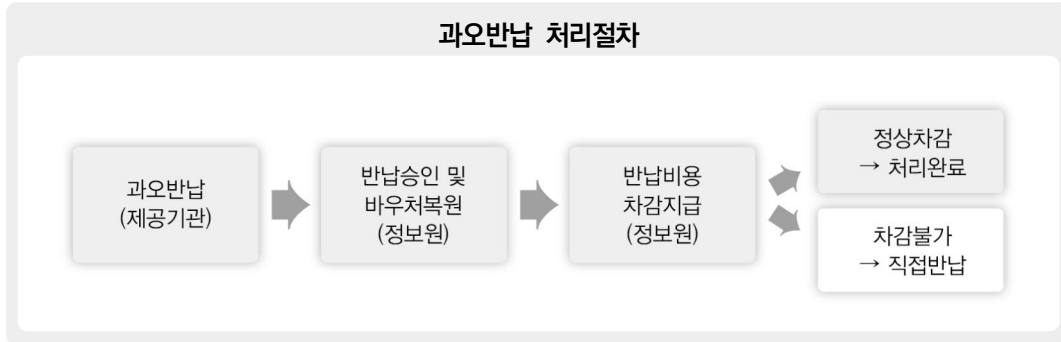 과오반납 처리절차
과오반납
(제공기관)
반납승인 및
바우처복원
(정보원)
반납비용
차감지급
(정보원)
정상차감
→ 처리완료
차감불가
→ 직접반납